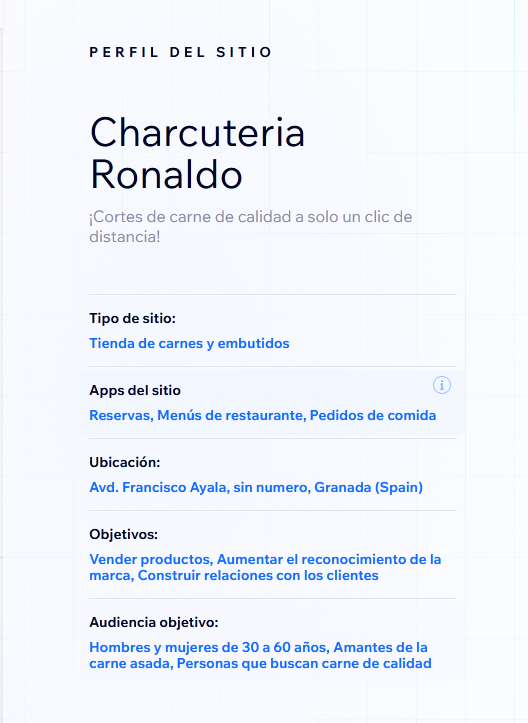 PERFIL DEL SITIO
Charcuteria
Ronaldo
¡Cortes de carne de calidad a solo un clic de
distancia!
Tipo de sitio:
Tienda de carnes y embutidos
Apps del sitio
Reservas, Menús de restaurante, Pedidos de comida
Ubicación:
Avd. Francisco Ayala, sin numero, Granada (Spain)
Objetivos:
Vender productos, Aumentar el reconocimiento de la
marca, Construir relaciones con los clientes
Audiencia objetivo:
Hombres y mujeres de 30 a 60 años, Amantes de la
carne asada, Personas que buscan carne de calidad